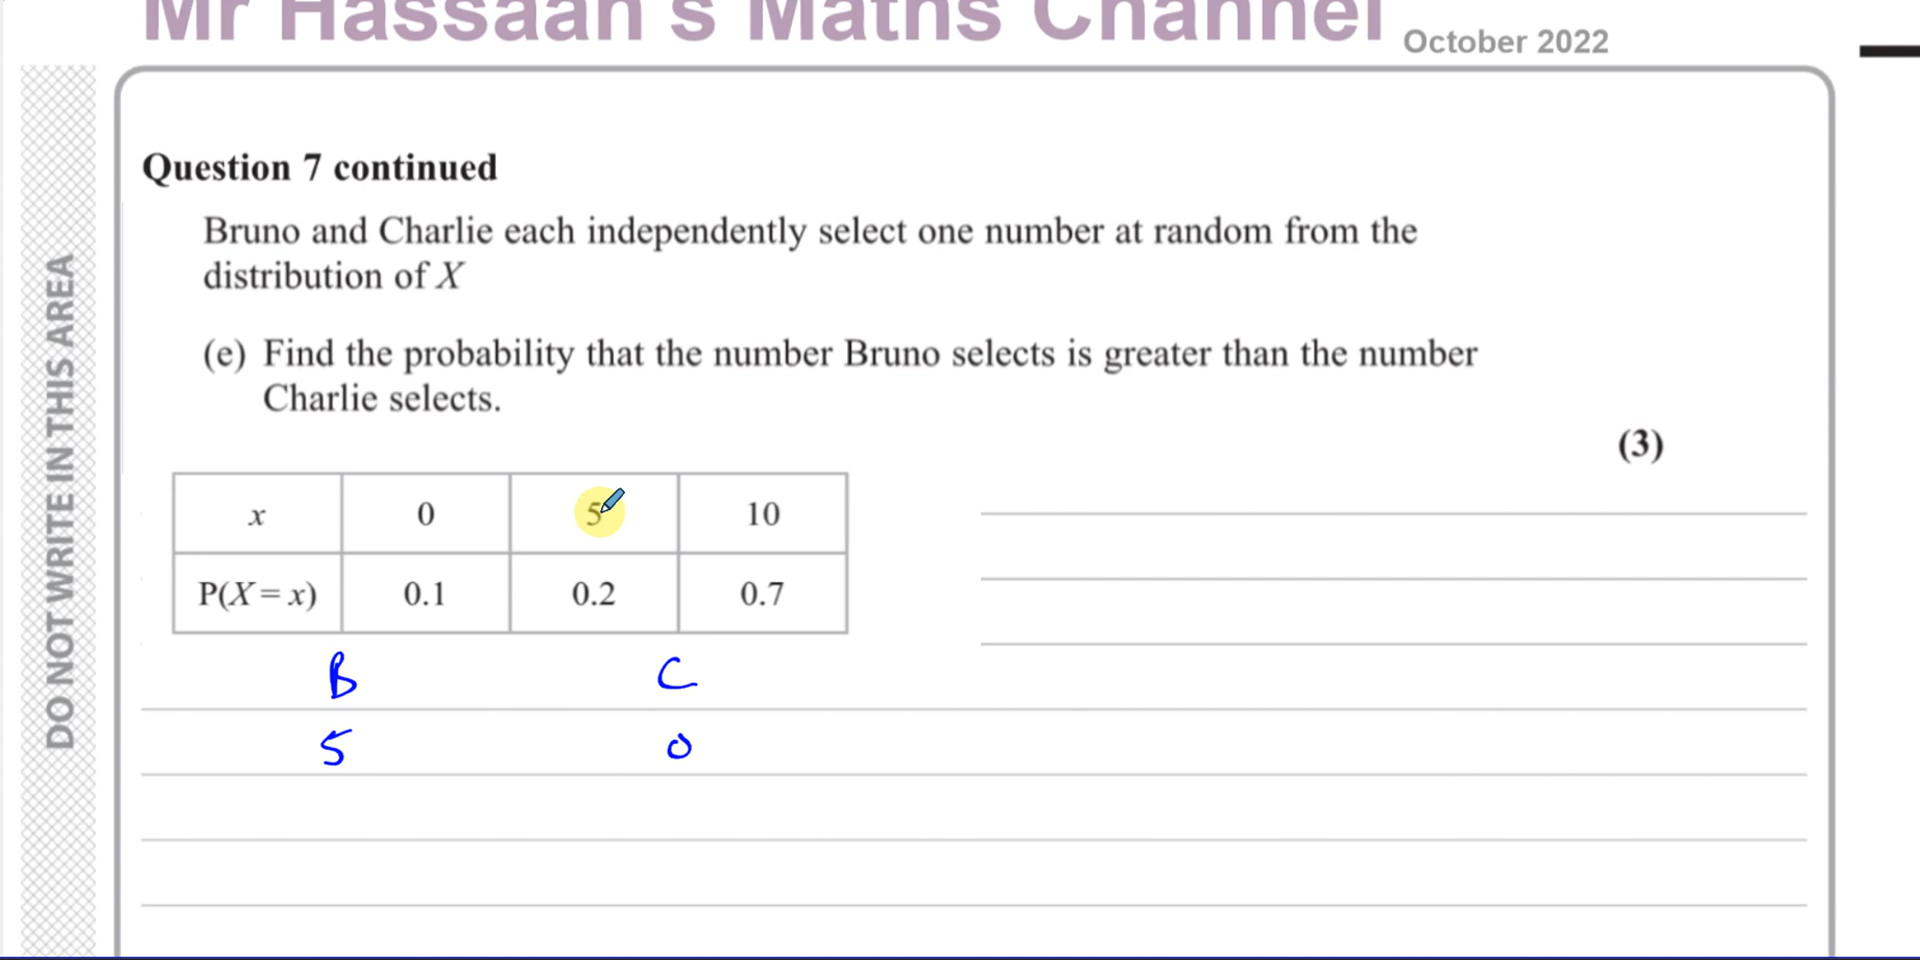 Mr Hassaan's Maths Channel
October 2022
DO NOT WRITE IN THIS AREA
Question 7 continued
Bruno and Charlie each independently select one number at random from the
distribution of X
(e) Find the probability that the number Bruno selects is greater than the number
Charlie selects.
(3)
x 0 5 10
P(X = x) 0.1 0.2 0.7
B C
5 0